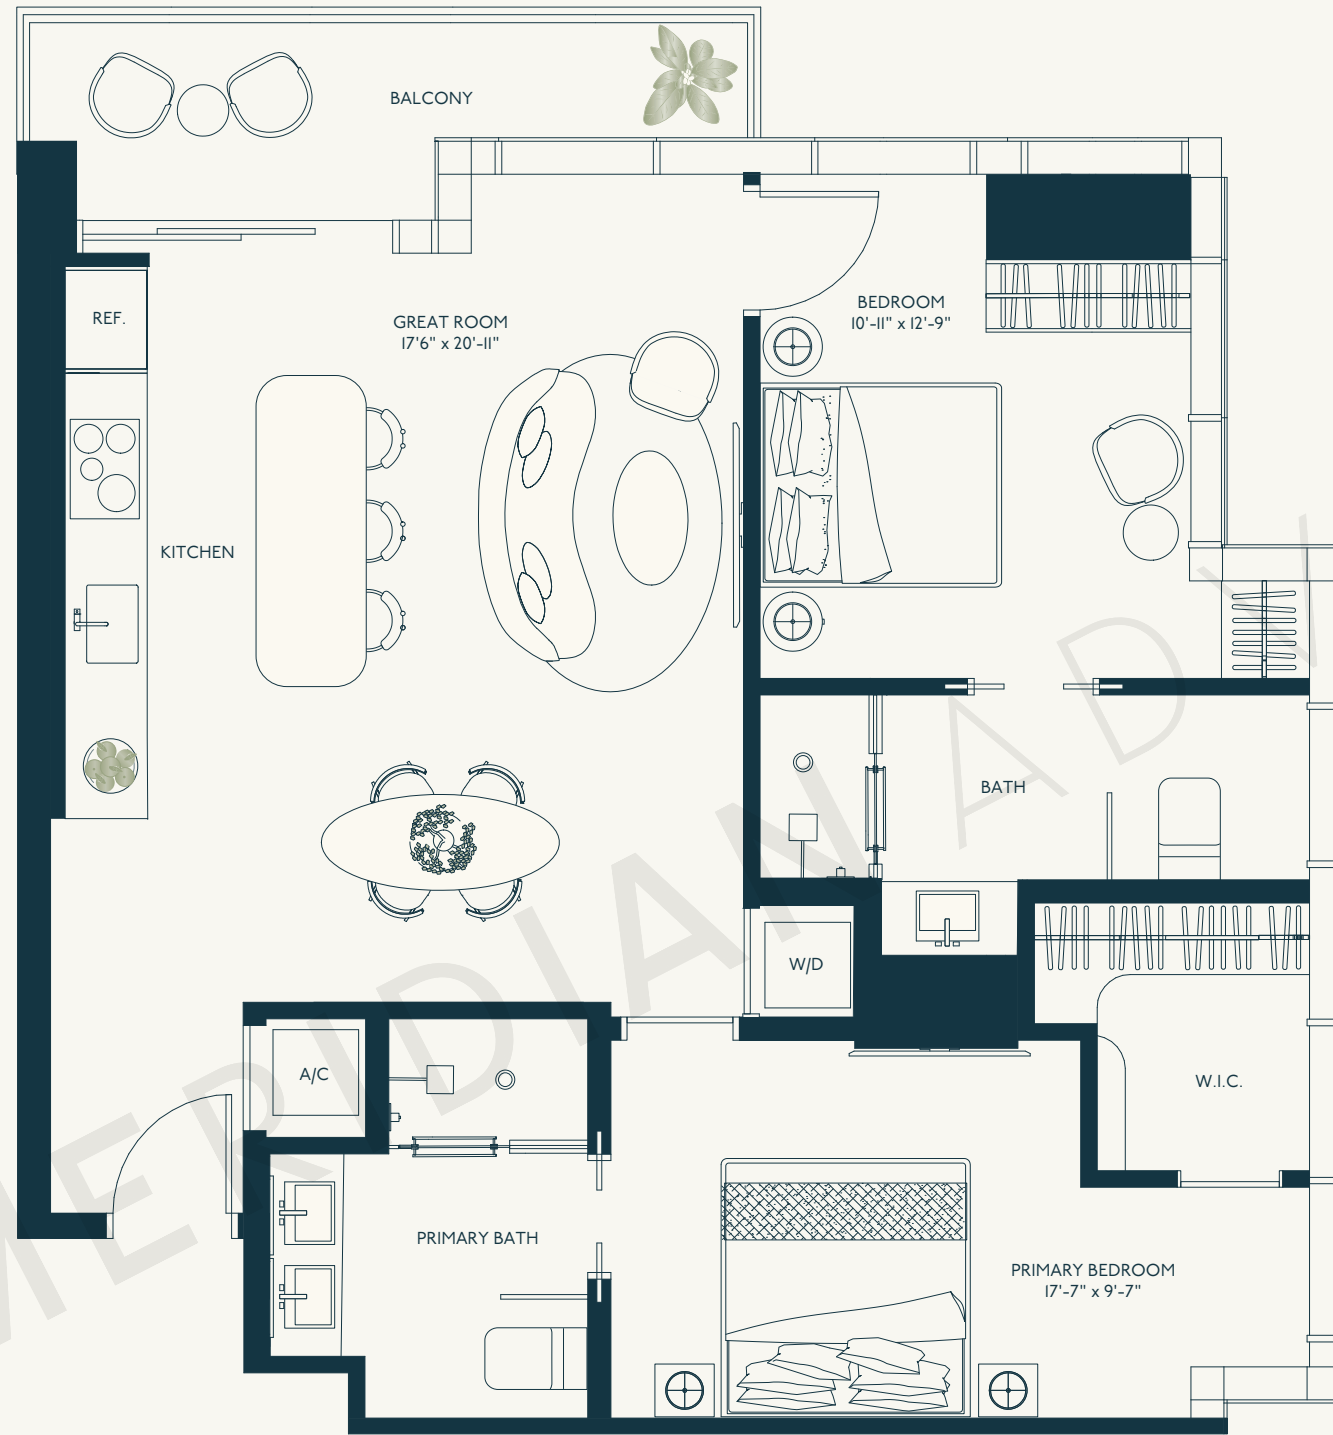 BALCONY
REF.
GREAT ROOM
17'6" x 20'-11"
BEDROOM
10'-11" x 12'-9"
KITCHEN
BATH
W/D
A/C
W.I.C.
PRIMARY BATH
PRIMARY BEDROOM
17'-7" x 9'-7"
MERIDIAN ADV